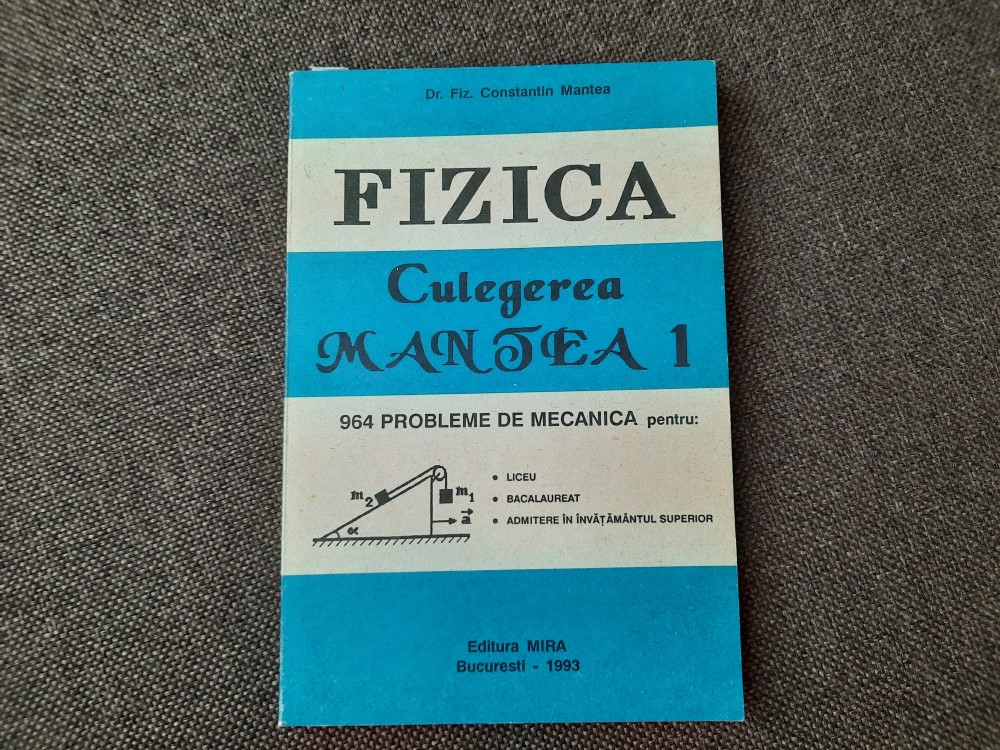 Dr. Fiz. Constantin Mantea
FIZICA
Culegerea
MANTEA 1
964 PROBLEME DE MECANICA pentru:
• LICEU
• BACALAUREAT
• ADMITERE ÎN ÎNVĂȚĂMÂNTUL SUPERIOR
m₂
m₁
a
α
Editura MIRA
Bucuresti - 1993